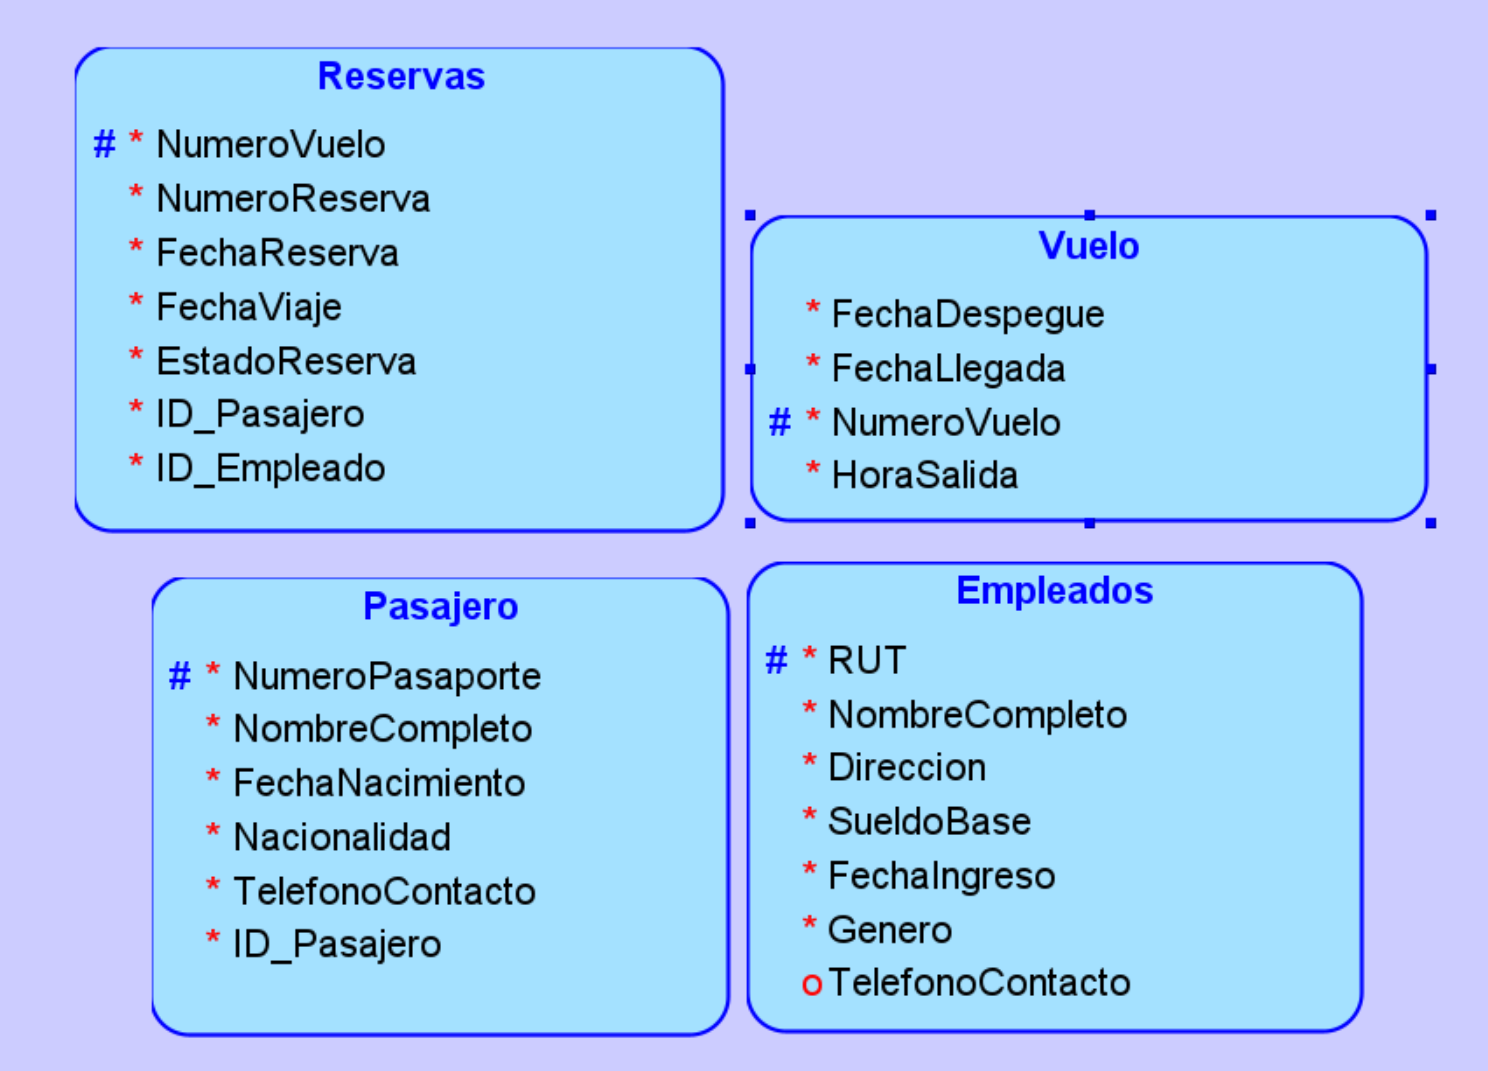 Reservas
# * NumeroVuelo
* NumeroReserva
* FechaReserva
* FechaViaje
* EstadoReserva
* ID_Pasajero
* ID_Empleado
Vuelo
* FechaDespegue
* FechaLlegada
# * NumeroVuelo
* HoraSalida
Pasajero
# * NumeroPasaporte
* NombreCompleto
* FechaNacimiento
* Nacionalidad
* TelefonoContacto
* ID_Pasajero
Empleados
# * RUT
* NombreCompleto
* Direccion
* SueldoBase
* FechaIngreso
* Genero
o TelefonoContacto